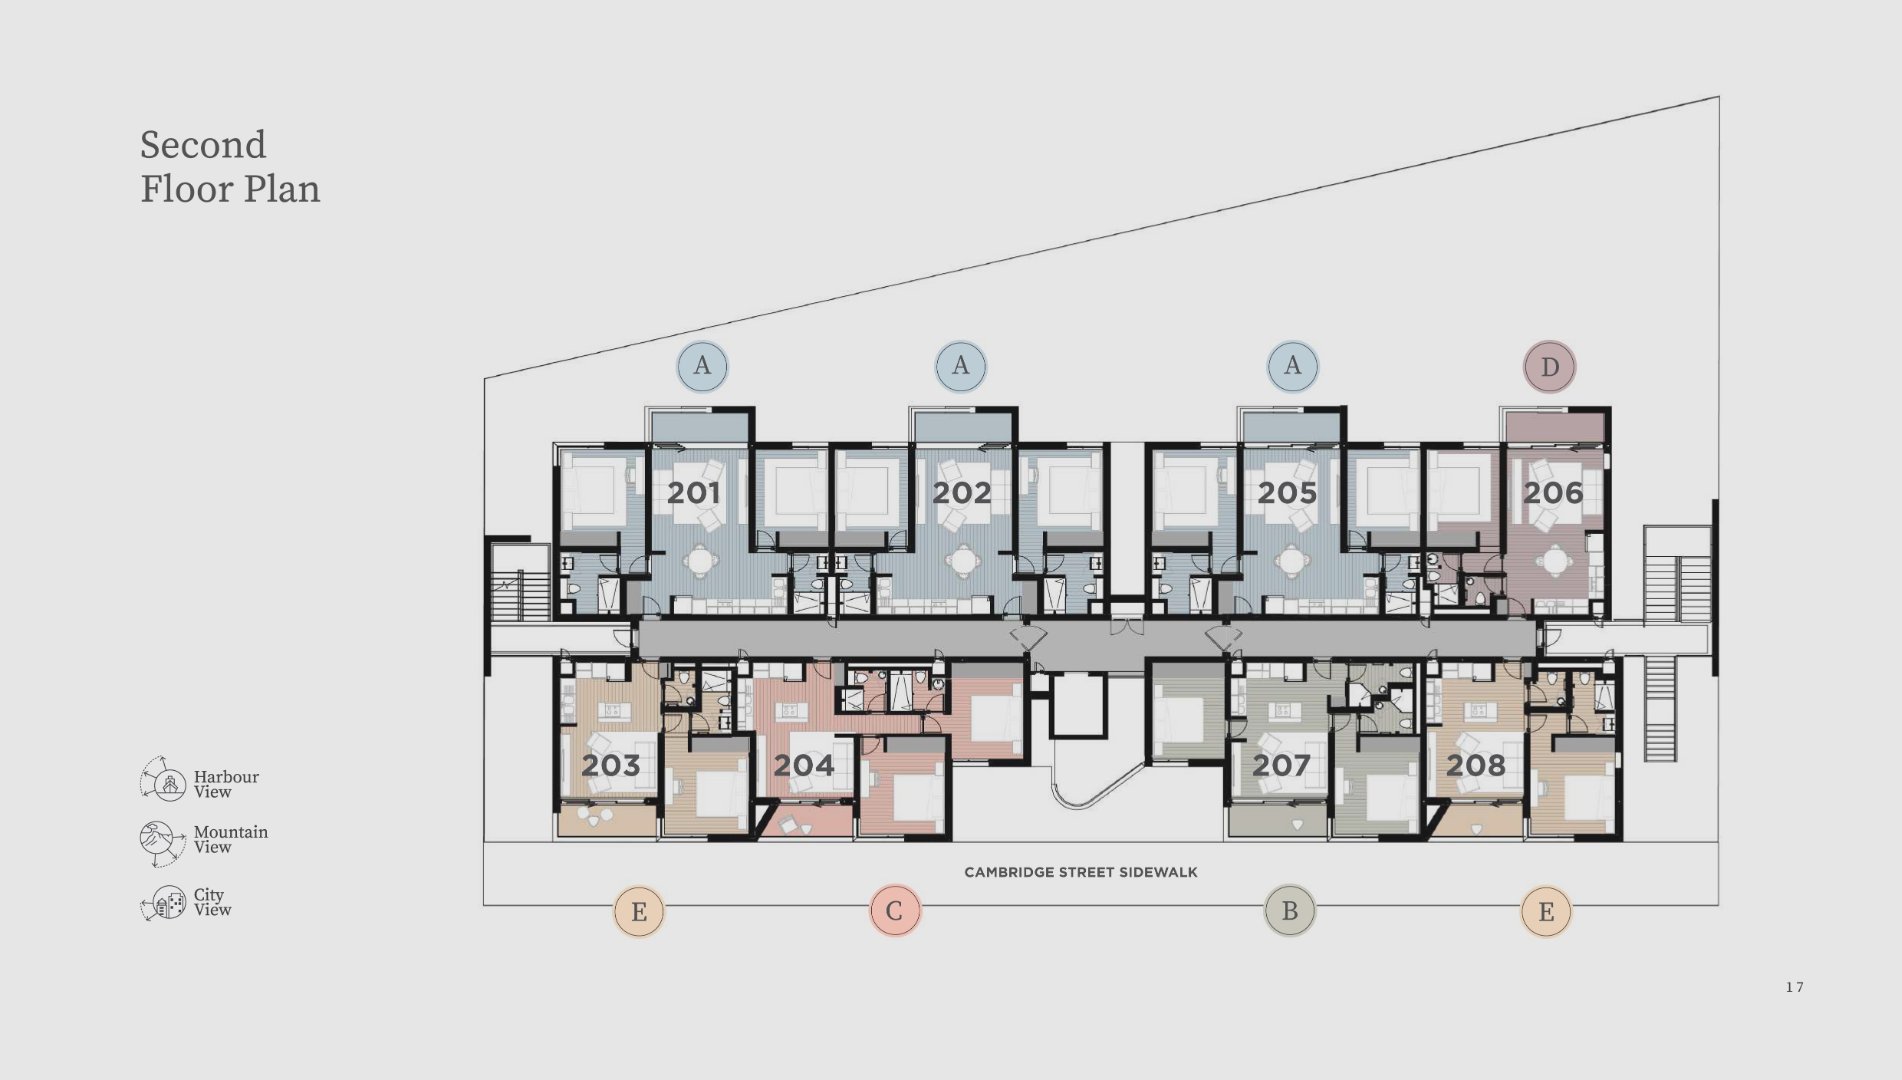 Second
Floor Plan
A
A
A
D
201
202
205
206
203
204
207
208
Harbour
View
Mountain
View
City
View
CAMBRIDGE STREET SIDEWALK
E
C
B
E
17